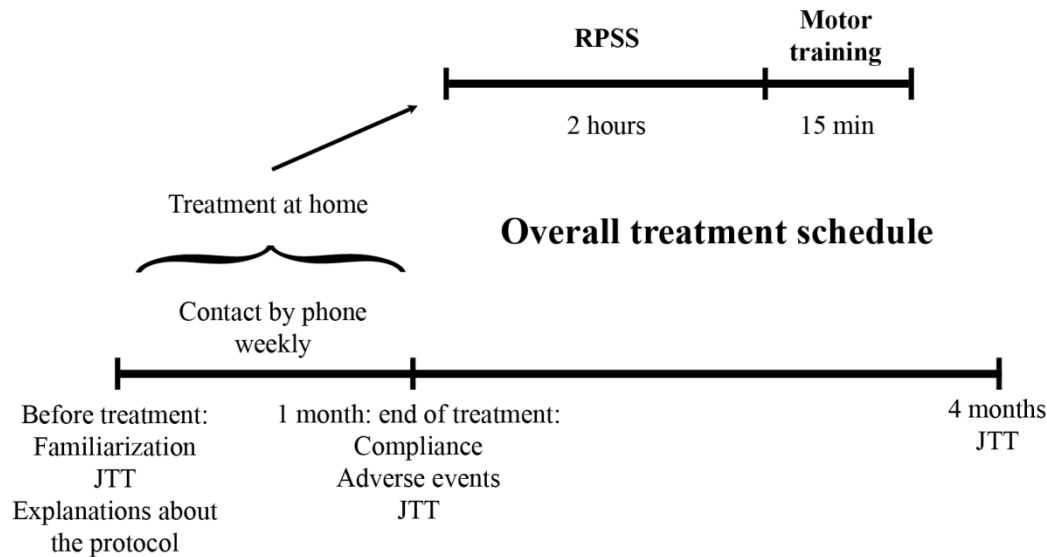 RPSS
Motor
training
2 hours
15 min
Treatment at home
Overall treatment schedule
Contact by phone
weekly
Before treatment:
Familiarization
JTT
Explanations about
the protocol
1 month: end of treatment:
Compliance
Adverse events
JTT
4 months
JTT